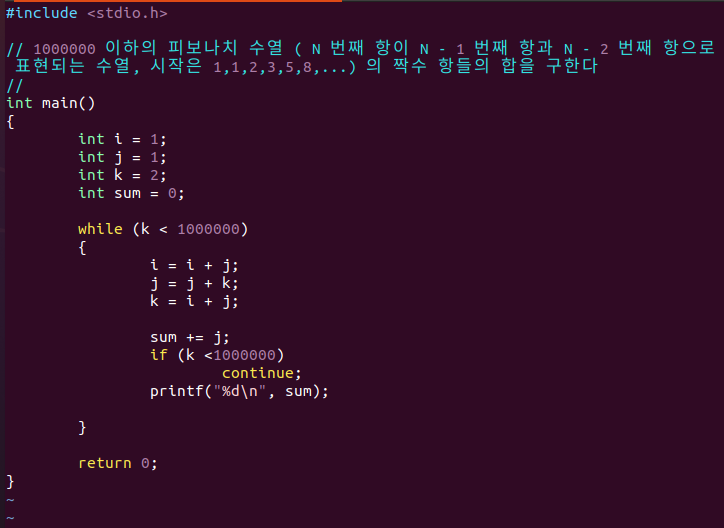 #include <stdio.h>
// 1000000 이하의 피보나치 수열 ( N 번째 항이 N - 1 번째 항과 N - 2 번째 항으로
표현되는 수열, 시작은 1,1,2,3,5,8,...) 의 짝수 항들의 합을 구한다
//
int main()
{
int i = 1;
int j = 1;
int k = 2;
int sum = 0;
while (k < 1000000)
{
i = i + j;
j = j + k;
k = i + j;
sum += j;
if (k <1000000)
continue;
printf("%d\n", sum);
}
return 0;
}
~
~